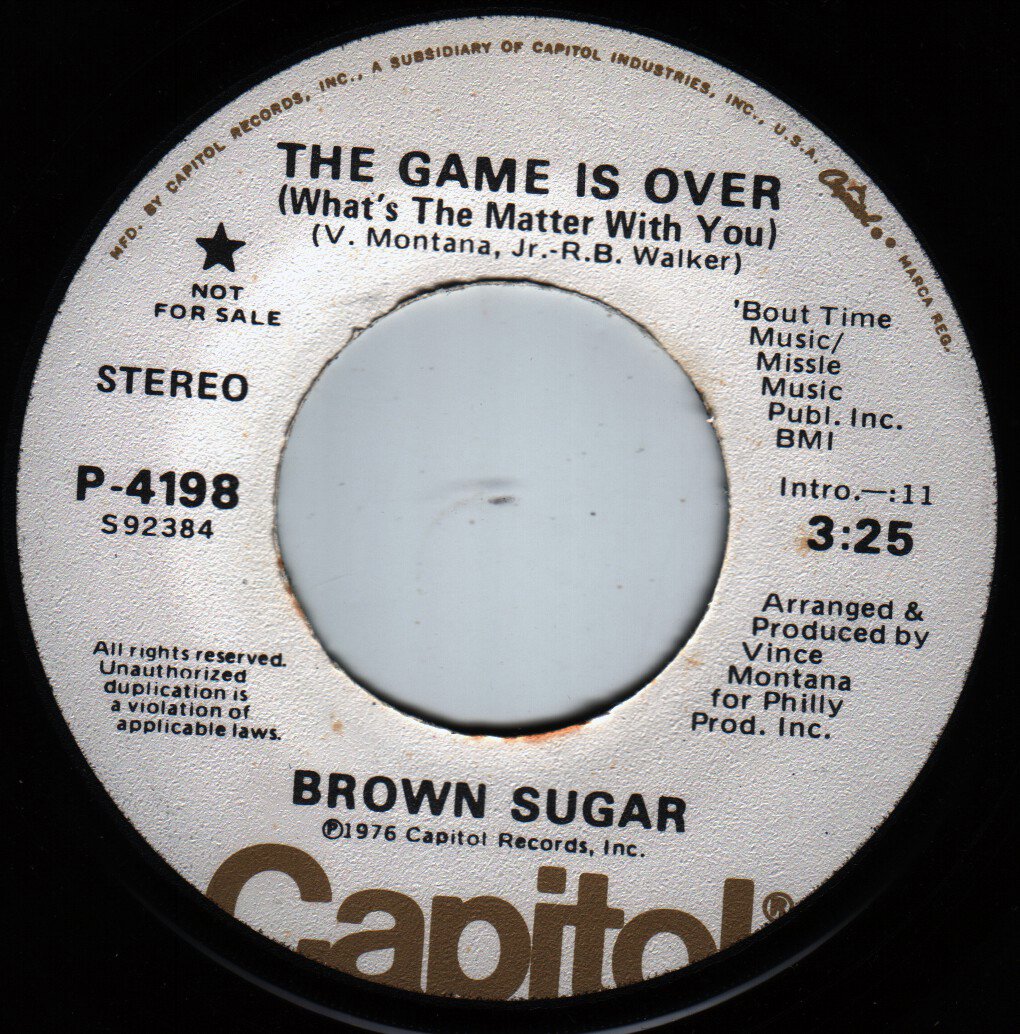 MFD. BY CAPITOL RECORDS, INC., A SUBSIDIARY OF CAPITOL INDUSTRIES, INC., U.S.A. Capitol MARCA REG.
THE GAME IS OVER
(What's The Matter With You)
(V. Montana, Jr.-R.B. Walker)
★
NOT
FOR SALE
STEREO
P-4198
S92384
'Bout Time
Music/
Missle
Music
Publ. Inc.
BMI
Intro.—:11
3:25
Arranged &
Produced by
Vince
Montana
for Philly
Prod. Inc.
All rights reserved.
Unauthorized
duplication is
a violation of
applicable laws.
BROWN SUGAR
℗1976 Capitol Records, Inc.
Capitol®